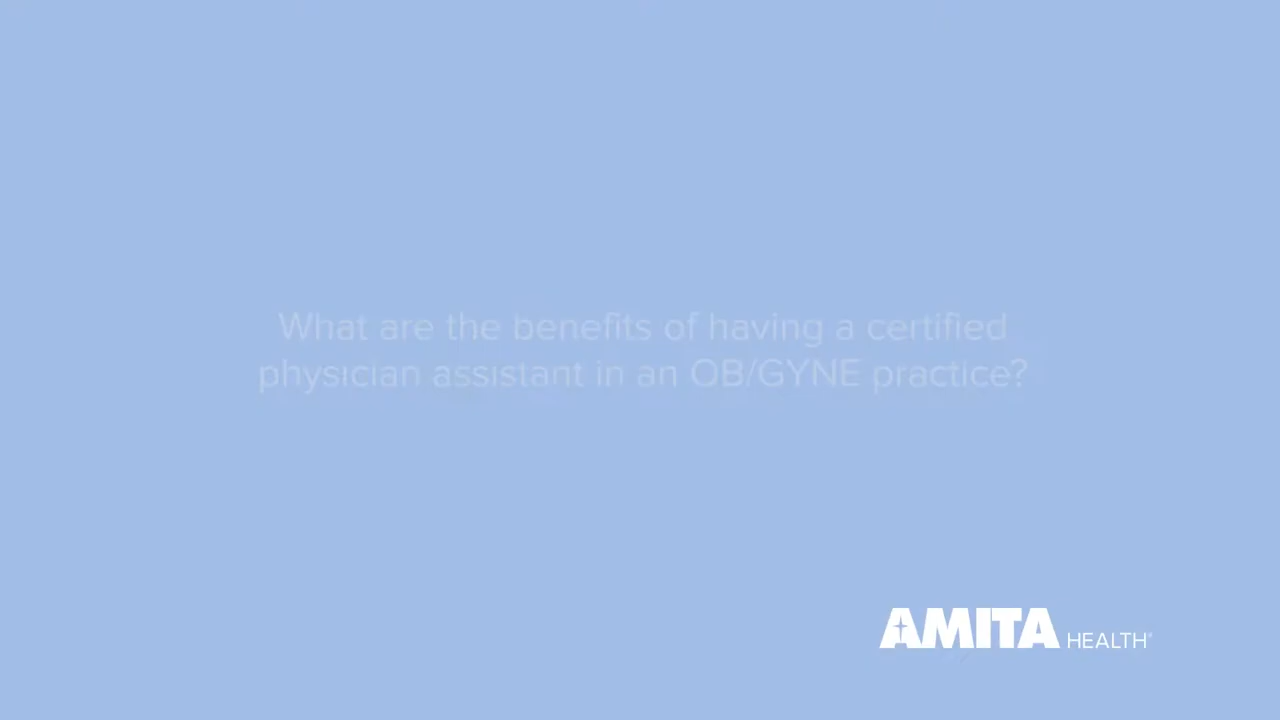 What are the benefits of having a certified
physician assistant in an OB/GYNE practice?
AMITA HEALTH®